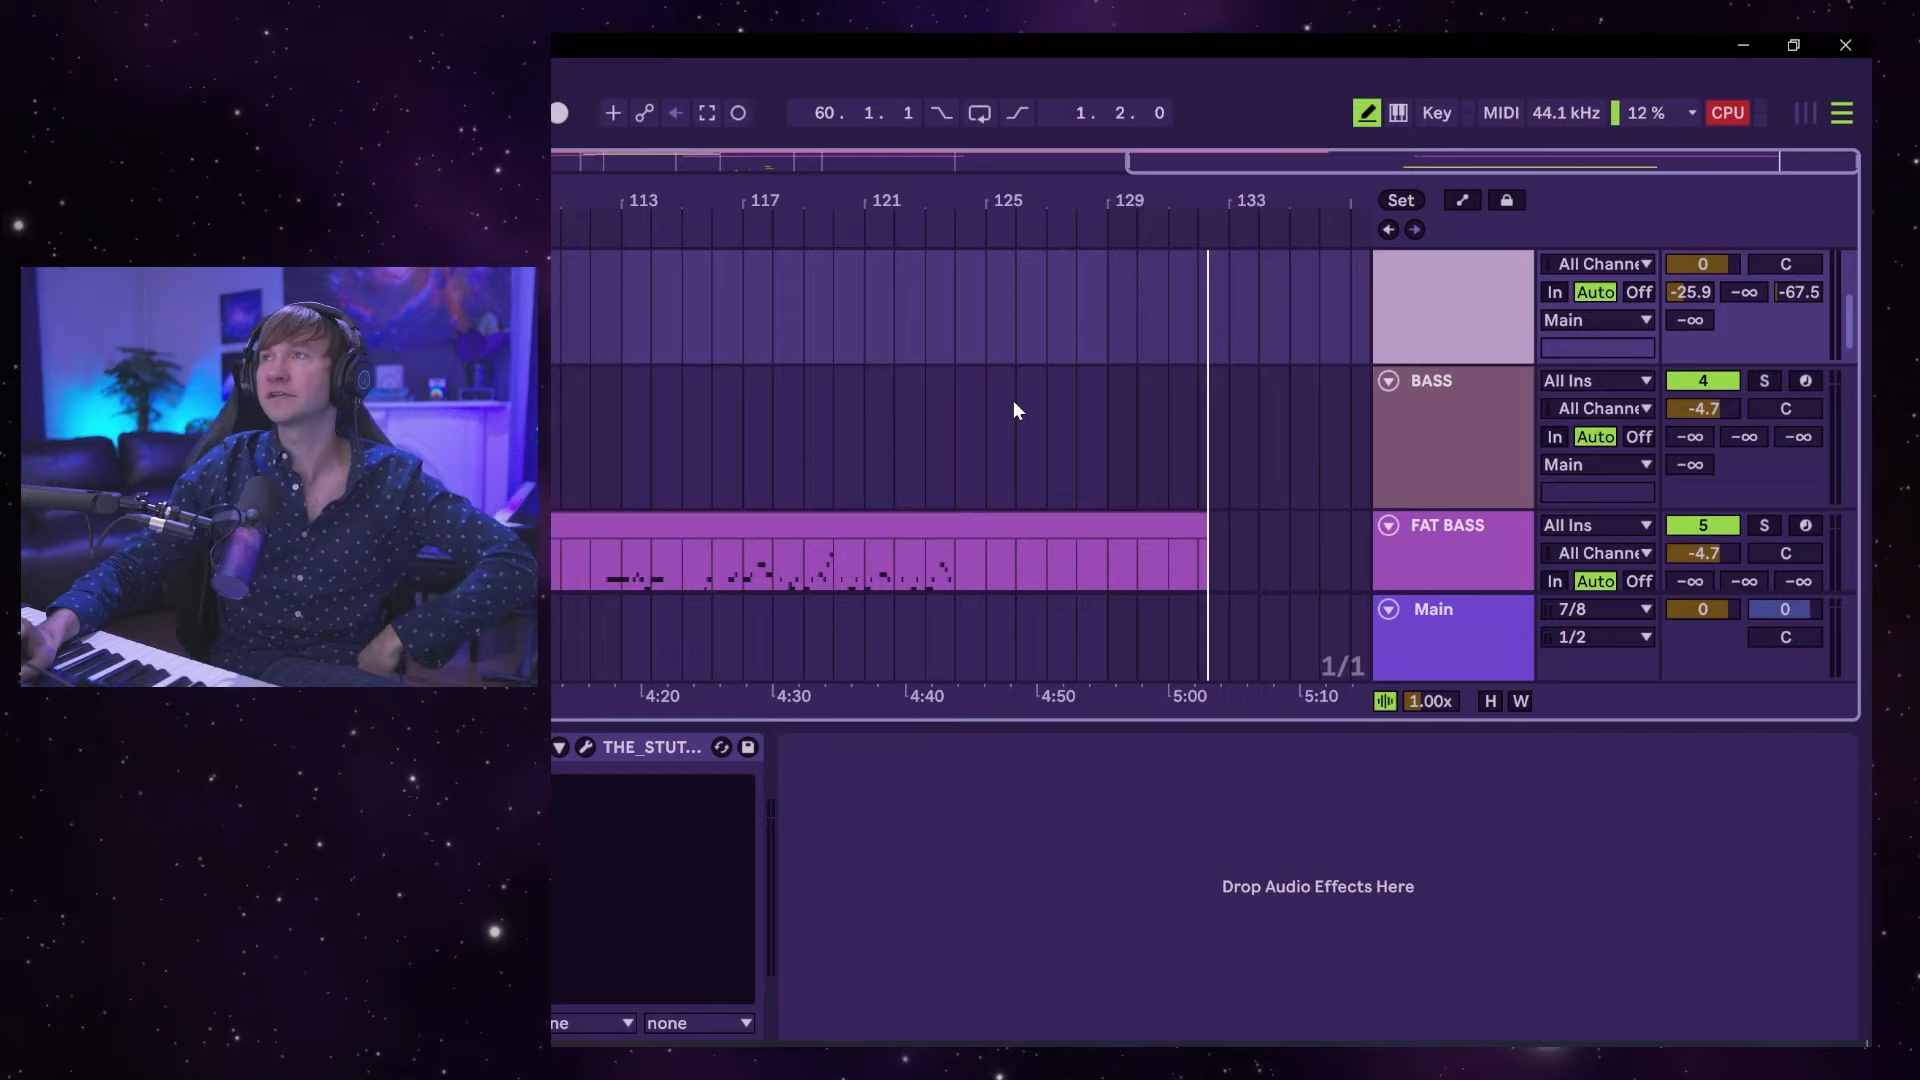 60. 1. 1
1. 2. 0
Key
MIDI
44.1 kHz
12 %
CPU
113
117
121
125
129
133
Set
All Channe
0
C
In
Auto
Off
-25.9
-∞
-67.5
Main
-∞
BASS
All Ins
4
S
All Channe
-4.7
C
In
Auto
Off
-∞
-∞
-∞
Main
-∞
FAT BASS
All Ins
5
S
All Channe
-4.7
C
In
Auto
Off
-∞
-∞
-∞
Main
7/8
0
0
1/2
C
1/1
4:20
4:30
4:40
4:50
5:00
5:10
1.00x
H
W
THE_STUT...
Drop Audio Effects Here
ne
none